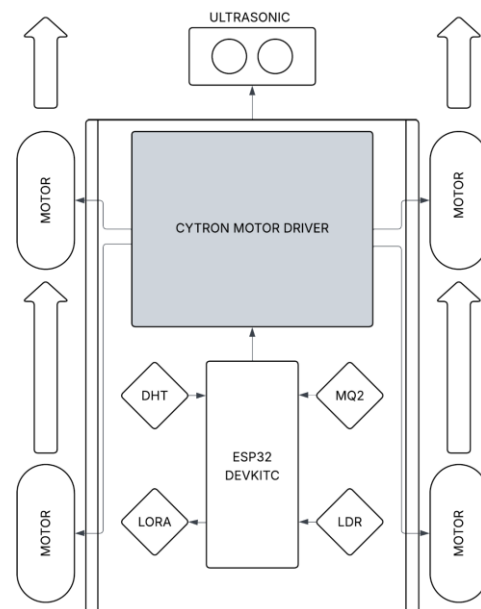 ULTRASONIC
MOTOR
MOTOR
CYTRON MOTOR DRIVER
DHT
MQ2
ESP32
DEVKITC
LORA
LDR
MOTOR
MOTOR